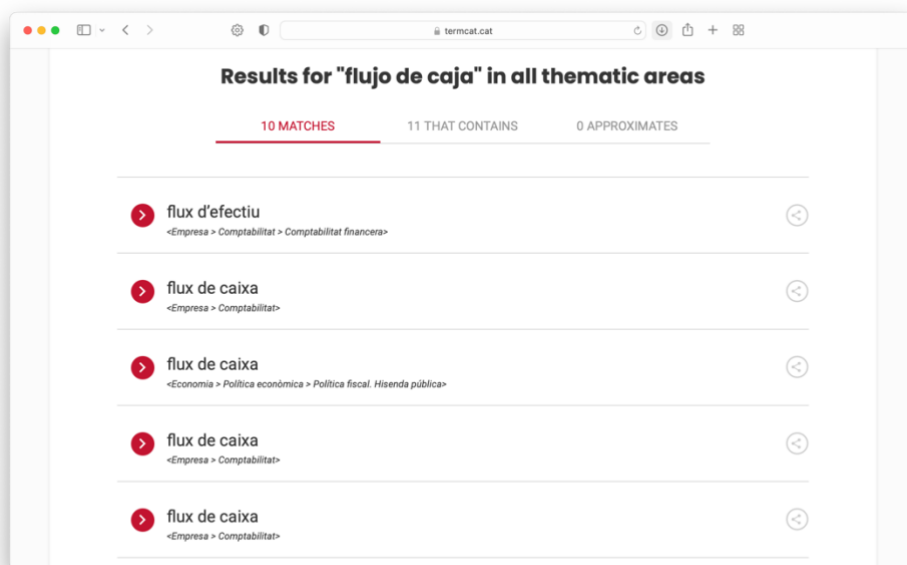 termcat.cat
Results for "flujo de caja" in all thematic areas
10 MATCHES 11 THAT CONTAINS 0 APPROXIMATES
flux d'efectiu
<Empresa > Comptabilitat > Comptabilitat financera>
flux de caixa
<Empresa > Comptabilitat>
flux de caixa
<Economia > Política econòmica > Política fiscal. Hisenda pública>
flux de caixa
<Empresa > Comptabilitat>
flux de caixa
<Empresa > Comptabilitat>